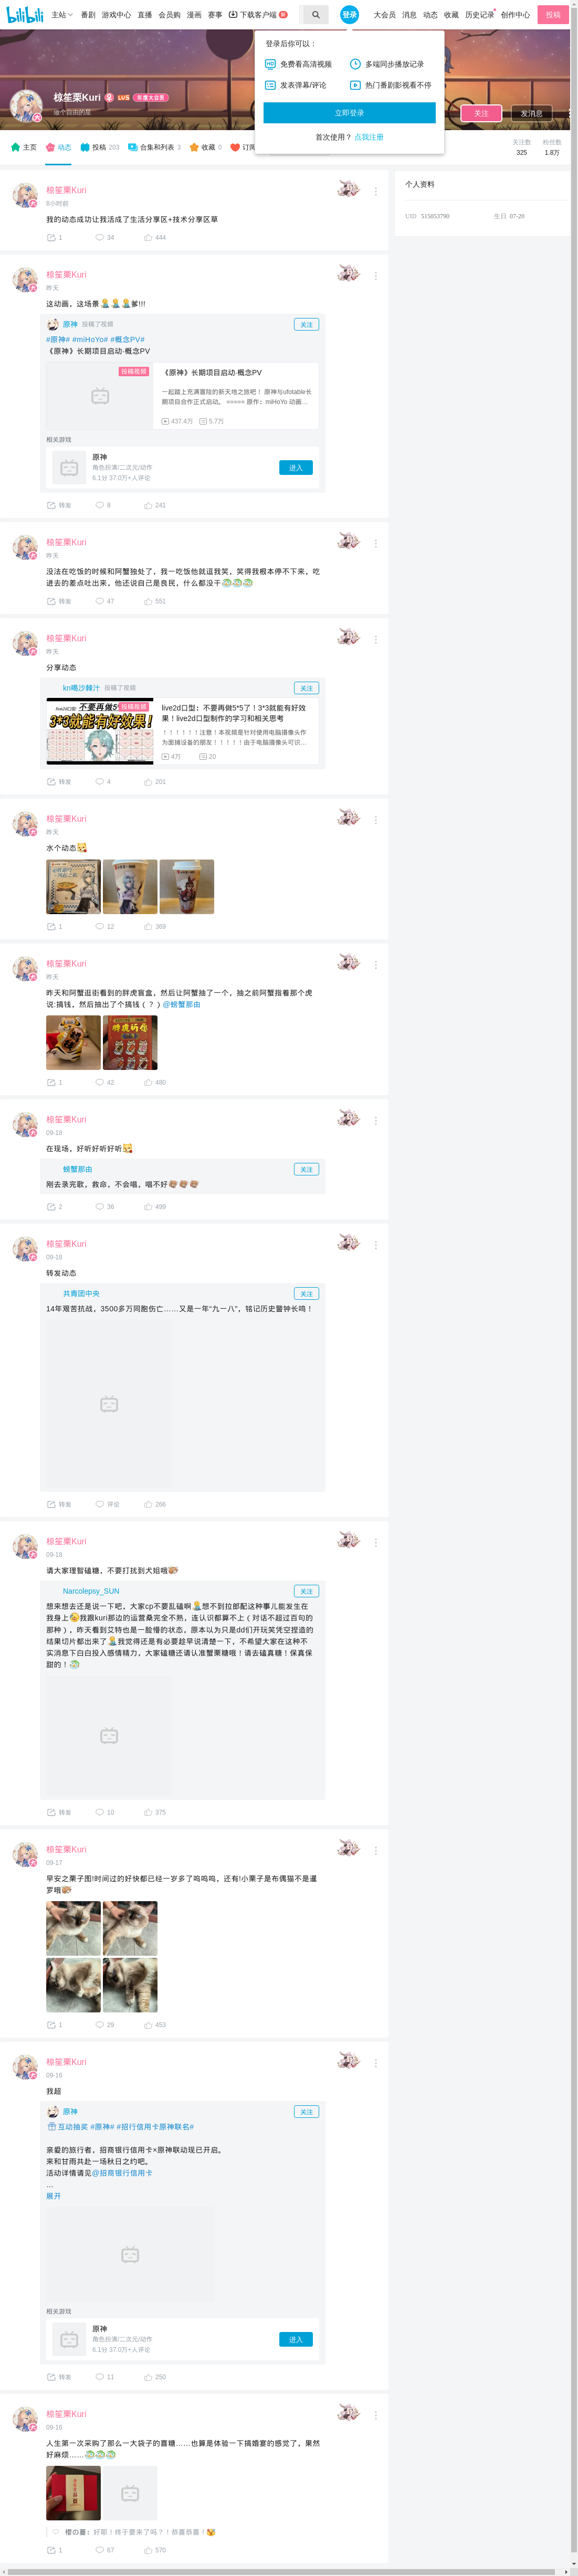 bilibili 主站 番剧 游戏中心 直播 会员购 漫画 赛事 下载客户端 新 登录 大会员 消息 动态 收藏 历史记录 创作中心 投稿
登录后你可以：
免费看高清视频 多端同步播放记录
发表弹幕/评论 热门番剧影视看不停
立即登录
首次使用？ 点我注册
椋笙栗Kuri LV5 年度大会员
做个自由的星
关注 发消息
主页 动态 投稿 203 合集和列表 3 收藏 0 订阅
关注数 粉丝数
325 1.8万
个人资料
UID 515053790 生日 07-20
椋笙栗Kuri
8小时前
我的动态成功让我活成了生活分享区+技术分享区草
1 34 444
椋笙栗Kuri
昨天
这动画，这场景爹!!!
原神 投稿了视频 关注
#原神# #miHoYo# #概念PV#
《原神》长期项目启动·概念PV
投稿视频
《原神》长期项目启动·概念PV
一起踏上充满冒险的新天地之旅吧！ 原神与ufotable长
期项目合作正式启动。 ===== 原作：miHoYo 动画...
437.4万 5.7万
相关游戏
原神
角色扮演/二次元/动作
6.1分 37.0万+人评论
进入
转发 8 241
椋笙栗Kuri
昨天
没法在吃饭的时候和阿蟹独处了，我一吃饭他就逗我笑，笑得我根本停不下来，吃
进去的差点吐出来，他还说自己是良民，什么都没干
转发 47 551
椋笙栗Kuri
昨天
分享动态
kn喝沙棘汁 投稿了视频 关注
投稿视频
不要再做5*5
3*3就能有好效果！
live2d口型：不要再做5*5了！3*3就能有好效
果！live2d口型制作的学习和相关思考
！！！！！！注意！本视频是针对使用电脑摄像头作
为面捕设备的朋友！！！！！由于电脑摄像头可识...
4万 20
转发 4 201
椋笙栗Kuri
昨天
水个动态
1 12 369
椋笙栗Kuri
昨天
昨天和阿蟹逛街看到的胖虎盲盒，然后让阿蟹抽了一个，抽之前阿蟹指着那个虎
说:搞钱，然后抽出了个搞钱（？）@螃蟹那由
1 42 480
椋笙栗Kuri
09-18
在现场，好听好听好听
螃蟹那由 关注
刚去录完歌，救命，不会唱，唱不好
2 36 499
椋笙栗Kuri
09-18
转发动态
共青团中央 关注
14年艰苦抗战，3500多万同胞伤亡……又是一年“九一八”，铭记历史警钟长鸣！
转发 评论 266
椋笙栗Kuri
09-18
请大家理智磕糖，不要打扰到犬姐哦
Narcolepsy_SUN 关注
想来想去还是说一下吧，大家cp不要乱磕啊想不到拉郎配这种事儿能发生在
我身上我跟kuri那边的运营桑完全不熟，连认识都算不上（对话不超过百句的
那种），昨天看到艾特也是一脸懵的状态，原本以为只是dd们开玩笑凭空捏造的
结果切片都出来了我觉得还是有必要趁早说清楚一下，不希望大家在这种不
实消息下白白投入感情精力，大家磕糖还请认准蟹栗糖哦！请去磕真糖！保真保
甜的！
转发 10 375
椋笙栗Kuri
09-17
早安之栗子图!时间过的好快都已经一岁多了呜呜呜，还有!小栗子是布偶猫不是暹
罗哦
1 29 453
椋笙栗Kuri
09-16
我超
原神 关注
互动抽奖 #原神# #招行信用卡原神联名#
亲爱的旅行者，招商银行信用卡×原神联动现已开启。
来和甘雨共赴一场秋日之约吧。
活动详情请见@招商银行信用卡
...
展开
相关游戏
原神
角色扮演/二次元/动作
6.1分 37.0万+人评论
进入
转发 11 250
椋笙栗Kuri
09-16
人生第一次采购了那么一大袋子的喜糖……也算是体验一下搞婚宴的感觉了，果然
好麻烦……
樱の蔓：好耶！终于要来了吗？！恭喜恭喜！
1 67 570